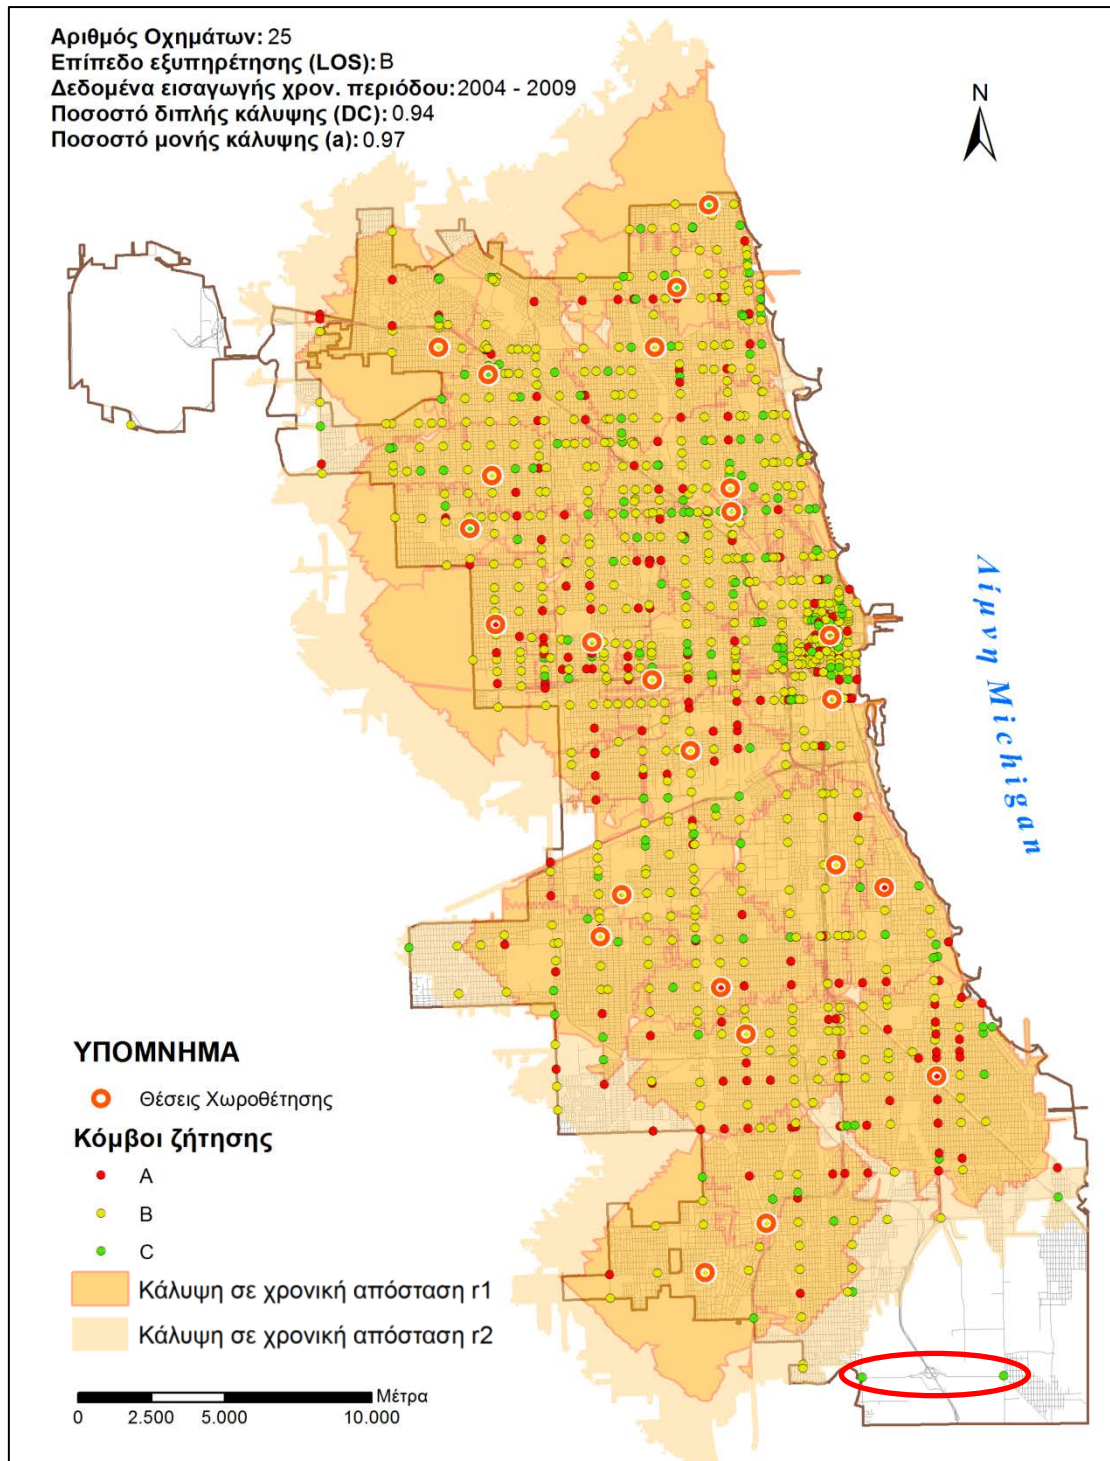 Αριθμός Οχημάτων: 25
Επίπεδο εξυπηρέτησης (LOS): B
Δεδομένα εισαγωγής χρον. περιόδου: 2004 - 2009
Ποσοστό διπλής κάλυψης (DC): 0.94
Ποσοστό μονής κάλυψης (a): 0.97
N
Λίμνη Michigan
ΥΠΟΜΝΗΜΑ
Θέσεις Χωροθέτησης
Κόμβοι ζήτησης
A
B
C
Κάλυψη σε χρονική απόσταση r1
Κάλυψη σε χρονική απόσταση r2
Μέτρα
0 2.500 5.000 10.000